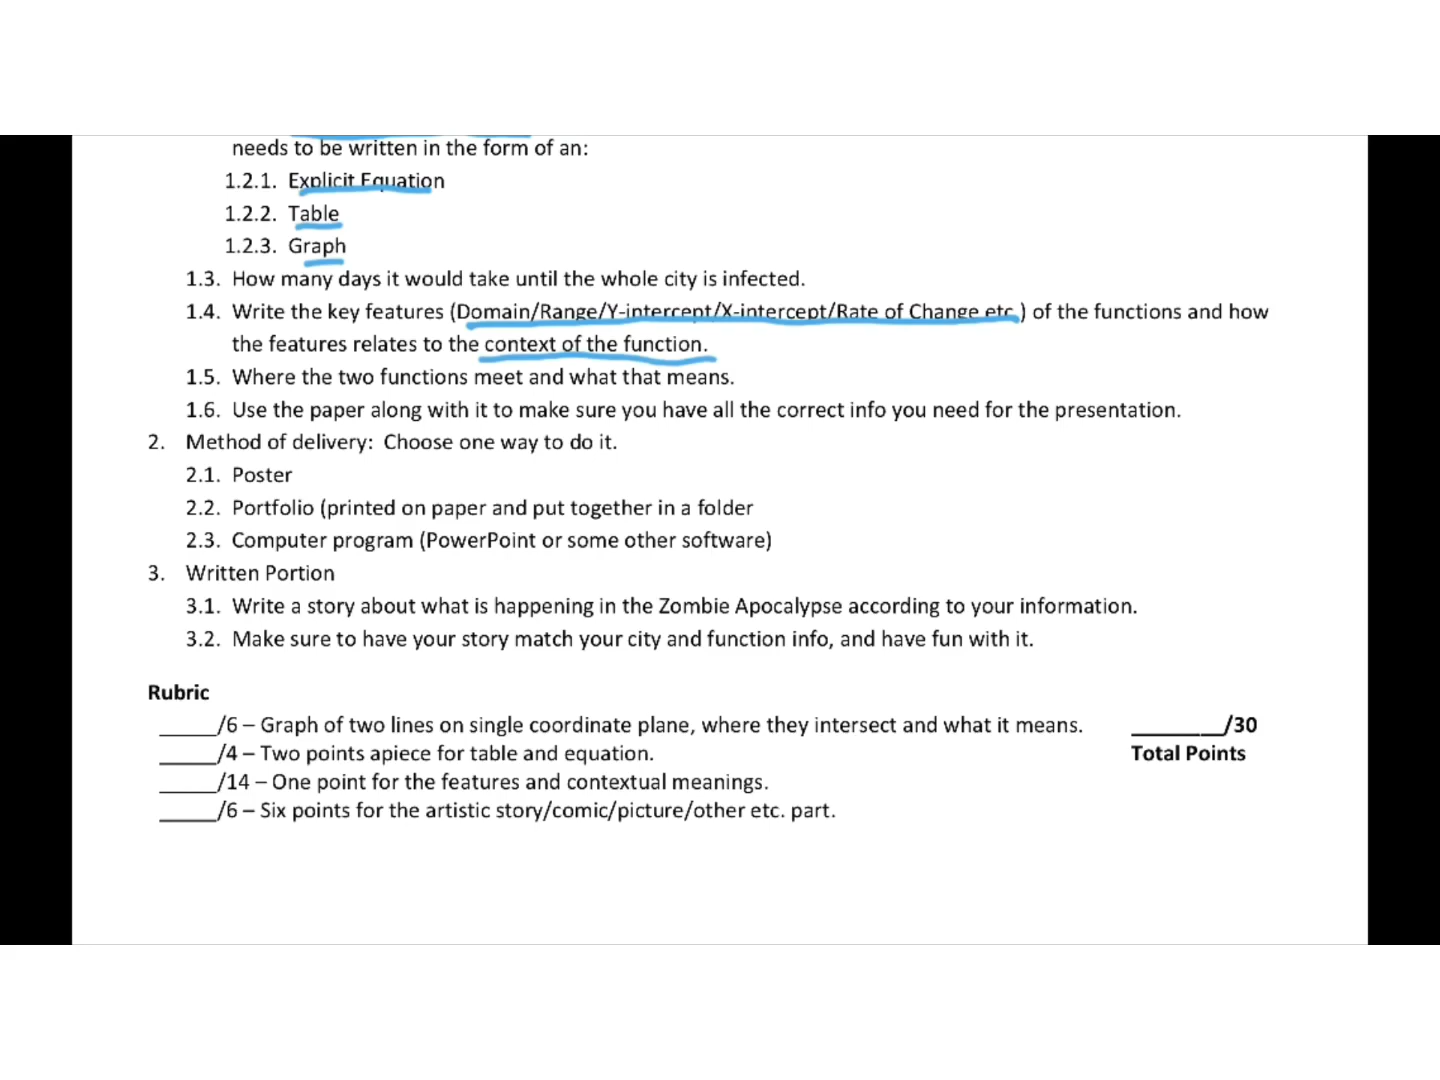 needs to be written in the form of an:
1.2.1. Explicit Equation
1.2.2. Table
1.2.3. Graph
1.3. How many days it would take until the whole city is infected.
1.4. Write the key features (Domain/Range/Y-intercept/X-intercept/Rate of Change etc.) of the functions and how
the features relates to the context of the function.
1.5. Where the two functions meet and what that means.
1.6. Use the paper along with it to make sure you have all the correct info you need for the presentation.
2. Method of delivery: Choose one way to do it.
2.1. Poster
2.2. Portfolio (printed on paper and put together in a folder
2.3. Computer program (PowerPoint or some other software)
3. Written Portion
3.1. Write a story about what is happening in the Zombie Apocalypse according to your information.
3.2. Make sure to have your story match your city and function info, and have fun with it.
Rubric
_____/6 – Graph of two lines on single coordinate plane, where they intersect and what it means. ________/30
_____/4 – Two points apiece for table and equation. Total Points
_____/14 – One point for the features and contextual meanings.
_____/6 – Six points for the artistic story/comic/picture/other etc. part.